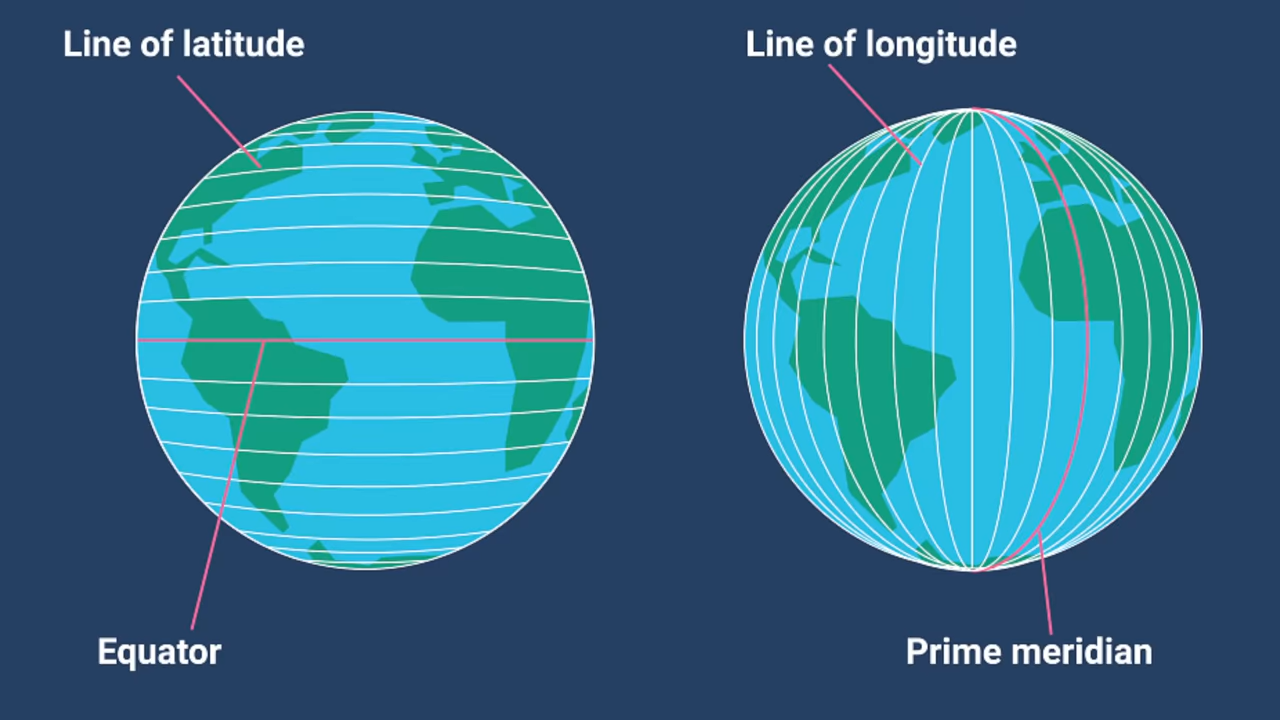 Line of latitude
Line of longitude
Equator
Prime meridian